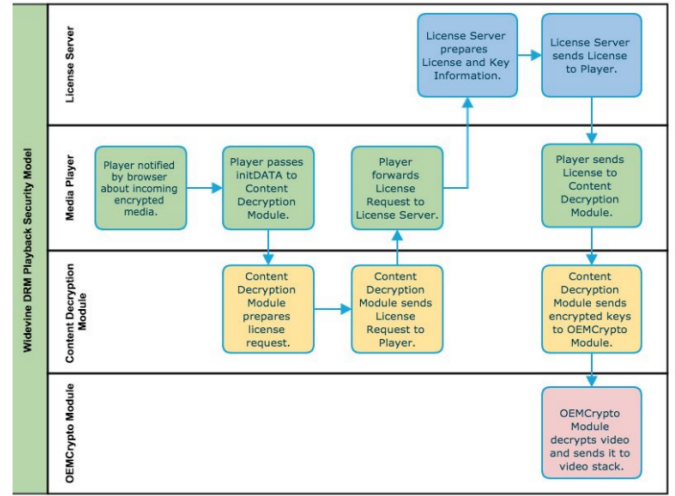 Widevine DRM Playback Security Model
License Server
License Server
prepares
License and Key
Information.
License Server
sends License
to Player.
Media Player
Player notified
by browser
about incoming
encrypted
media.
Player passes
initDATA to
Content
Decryption
Module.
Player
forwards
License
Request to
License Server.
Player sends
License to
Content
Decryption
Module.
Content Decryption
Module
Content
Decryption
Module
prepares
license
request.
Content
Decryption
Module sends
License
Request to
Player.
Content
Decryption
Module sends
encrypted keys
to OEMCrypto
Module.
OEMCrypto Module
OEMCrypto
Module
decrypts video
and sends it to
video stack.